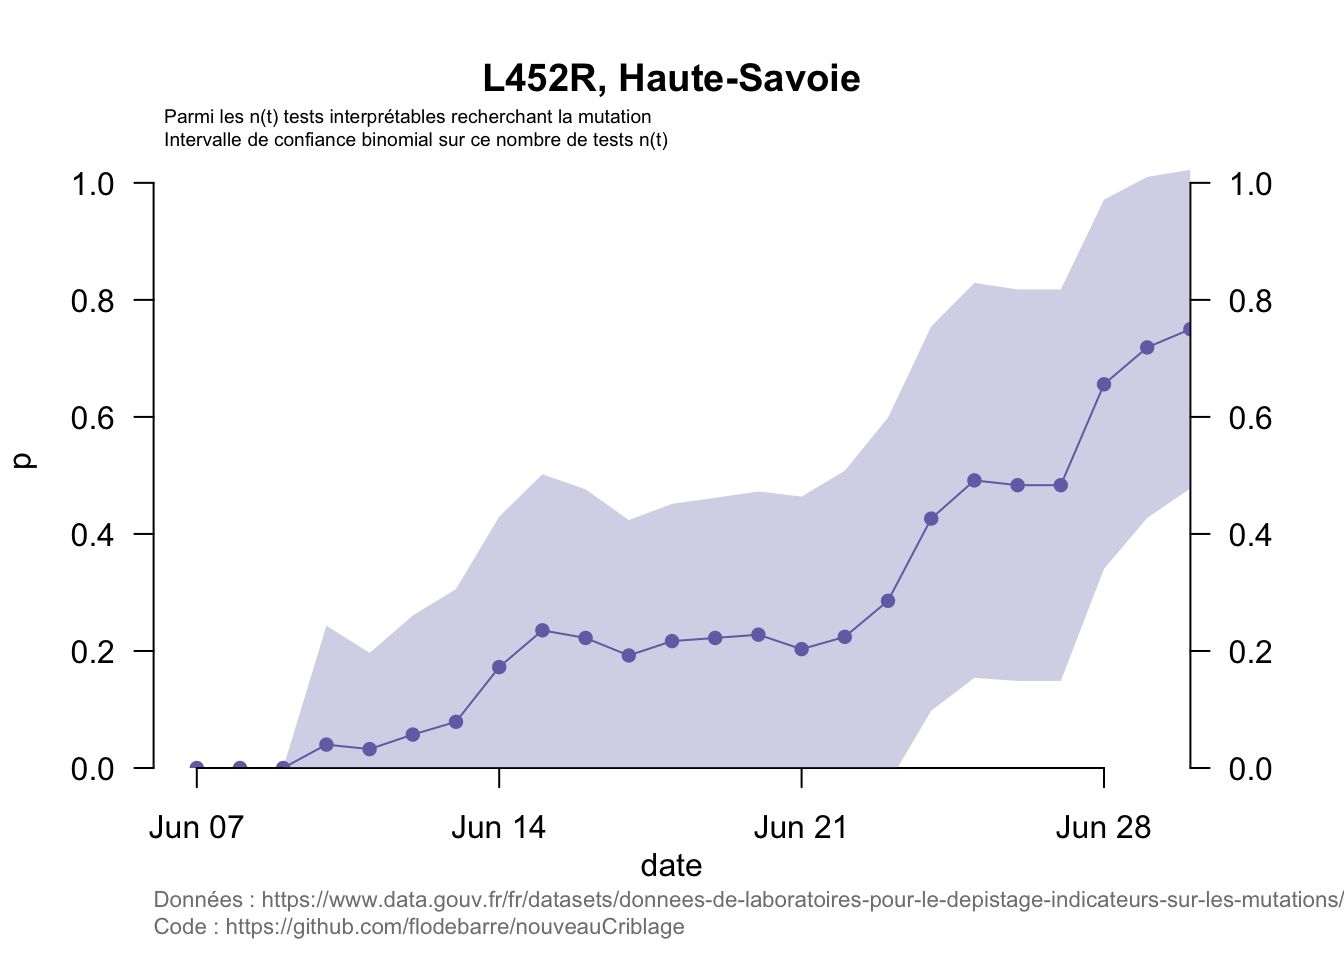 L452R, Haute-Savoie
Parmi les n(t) tests interprétables recherchant la mutation
Intervalle de confiance binomial sur ce nombre de tests n(t)
1.0
0.8
0.6
0.4
0.2
0.0
p
1.0
0.8
0.6
0.4
0.2
0.0
Jun 07 Jun 14 Jun 21 Jun 28
date
Données : https://www.data.gouv.fr/fr/datasets/donnees-de-laboratoires-pour-le-depistage-indicateurs-sur-les-mutations/
Code : https://github.com/flodebarre/nouveauCriblage